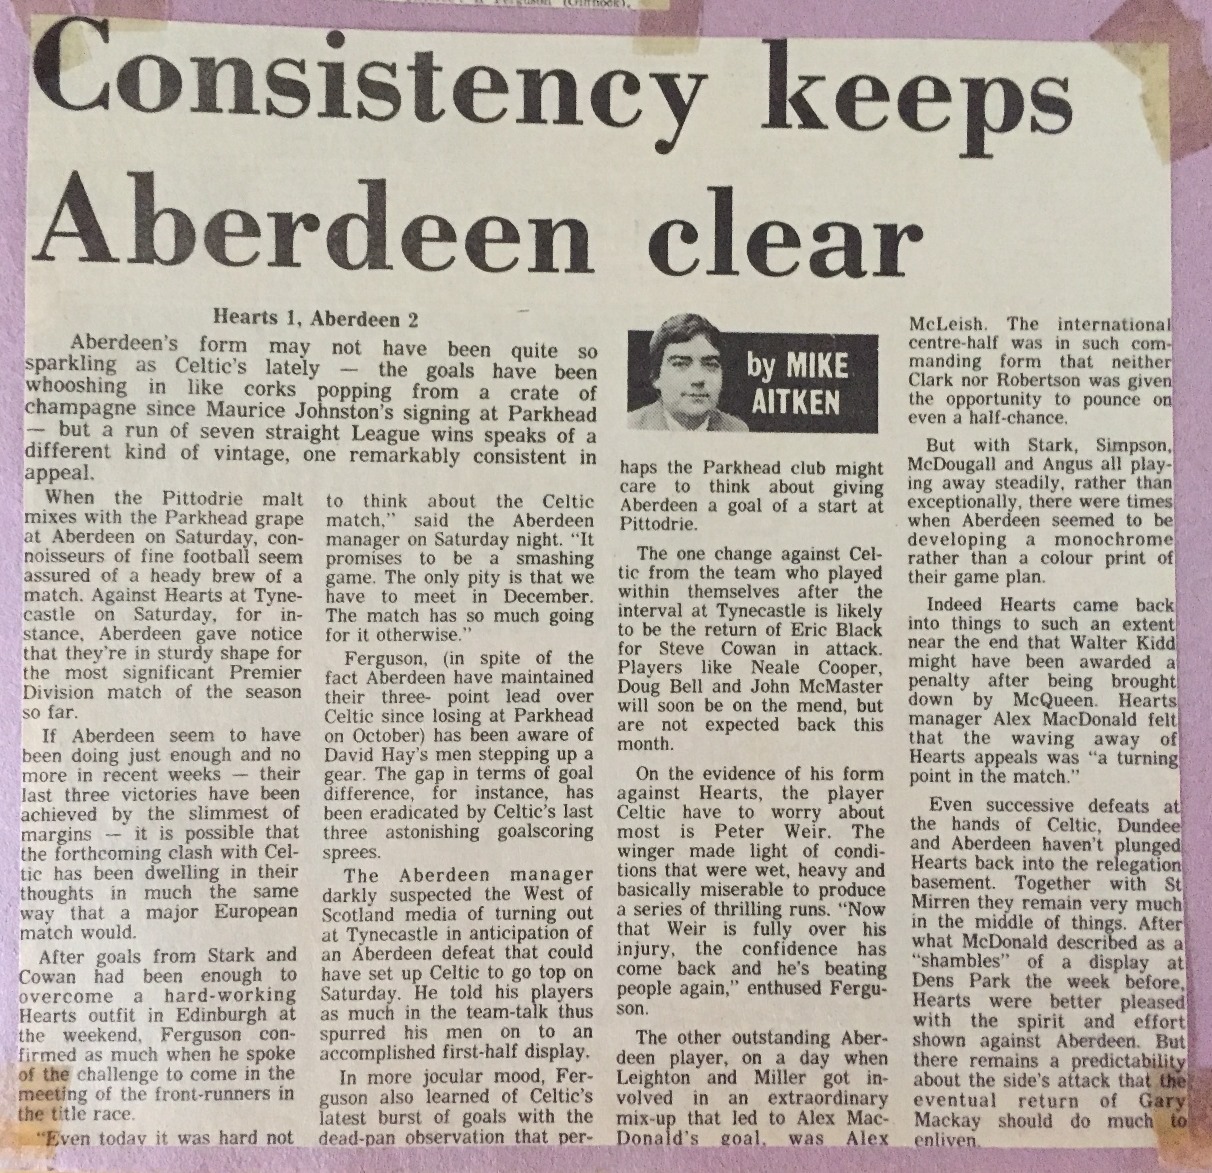 Consistency keeps
Aberdeen clear
Hearts 1, Aberdeen 2
Aberdeen's form may not have been quite so
sparkling as Celtic's lately — the goals have been
whooshing in like corks popping from a crate of
champagne since Maurice Johnston's signing at Parkhead
— but a run of seven straight League wins speaks of a
different kind of vintage, one remarkably consistent in
appeal.
When the Pittodrie malt
mixes with the Parkhead grape
at Aberdeen on Saturday, con-
noisseurs of fine football seem
assured of a heady brew of a
match. Against Hearts at Tyne-
castle on Saturday, for in-
stance, Aberdeen gave notice
that they're in sturdy shape for
the most significant Premier
Division match of the season
so far.
If Aberdeen seem to have
been doing just enough and no
more in recent weeks — their
last three victories have been
achieved by the slimmest of
margins — it is possible that
the forthcoming clash with Cel-
tic has been dwelling in their
thoughts in much the same
way that a major European
match would.
After goals from Stark and
Cowan had been enough to
overcome a hard-working
Hearts outfit in Edinburgh at
the weekend, Ferguson con-
firmed as much when he spoke
of the challenge to come in the
meeting of the front-runners in
the title race.
"Even today it was hard not
to think about the Celtic
match," said the Aberdeen
manager on Saturday night. "It
promises to be a smashing
game. The only pity is that we
have to meet in December.
The match has so much going
for it otherwise."
Ferguson, (in spite of the
fact Aberdeen have maintained
their three- point lead over
Celtic since losing at Parkhead
on October) has been aware of
David Hay's men stepping up a
gear. The gap in terms of goal
difference, for instance, has
been eradicated by Celtic's last
three astonishing goalscoring
sprees.
The Aberdeen manager
darkly suspected the West of
Scotland media of turning out
at Tynecastle in anticipation of
an Aberdeen defeat that could
have set up Celtic to go top on
Saturday. He told his players
as much in the team-talk thus
spurred his men on to an
accomplished first-half display.
In more jocular mood, Fer-
guson also learned of Celtic's
latest burst of goals with the
dead-pan observation that per-
by MIKE
AITKEN
haps the Parkhead club might
care to think about giving
Aberdeen a goal of a start at
Pittodrie.
The one change against Cel-
tic from the team who played
within themselves after the
interval at Tynecastle is likely
to be the return of Eric Black
for Steve Cowan in attack.
Players like Neale Cooper,
Doug Bell and John McMaster
will soon be on the mend, but
are not expected back this
month.
On the evidence of his form
against Hearts, the player
Celtic have to worry about
most is Peter Weir. The
winger made light of condi-
tions that were wet, heavy and
basically miserable to produce
a series of thrilling runs. "Now
that Weir is fully over his
injury, the confidence has
come back and he's beating
people again," enthused Fergu-
son.
The other outstanding Aber-
deen player, on a day when
Leighton and Miller got in-
volved in an extraordinary
mix-up that led to Alex Mac-
Donald's goal, was Alex
McLeish. The international
centre-half was in such com-
manding form that neither
Clark nor Robertson was given
the opportunity to pounce on
even a half-chance.
But with Stark, Simpson,
McDougall and Angus all play-
ing away steadily, rather than
exceptionally, there were times
when Aberdeen seemed to be
developing a monochrome
rather than a colour print of
their game plan.
Indeed Hearts came back
into things to such an extent
near the end that Walter Kidd
might have been awarded a
penalty after being brought
down by McQueen. Hearts
manager Alex MacDonald felt
that the waving away of
Hearts appeals was "a turning
point in the match."
Even successive defeats at
the hands of Celtic, Dundee
and Aberdeen haven't plunged
Hearts back into the relegation
basement. Together with St
Mirren they remain very much
in the middle of things. After
what McDonald described as a
"shambles" of a display at
Dens Park the week before,
Hearts were better pleased
with the spirit and effort
shown against Aberdeen. But
there remains a predictability
about the side's attack that the
eventual return of Gary
Mackay should do much to
enliven.